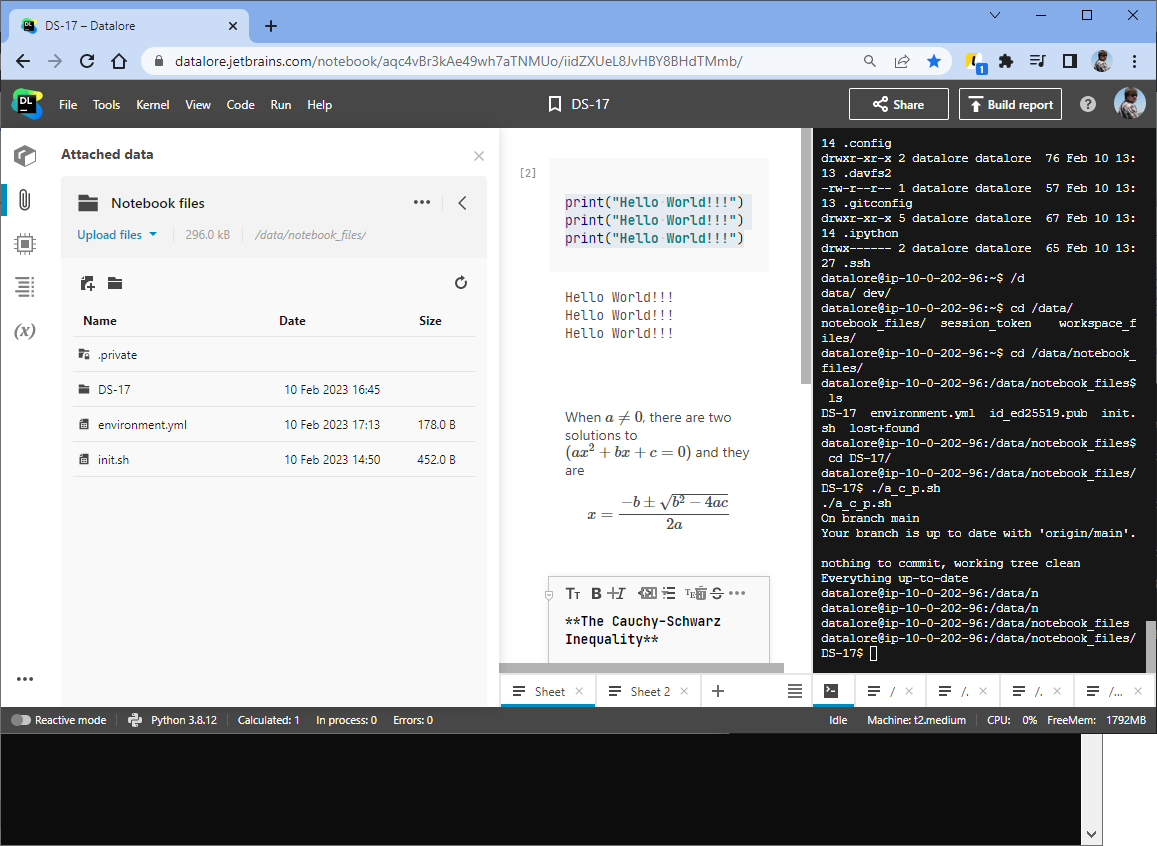 DS-17 – Datalore
datalore.jetbrains.com/notebook/aqc4vBr3kAe49wh7aTNMUo/iidZXUeL8JvHBY8BHdTMmb/
1
DL
File Tools Kernel View Code Run Help
DS-17
Share
Build report
?
Attached data
Notebook files
Upload files
296.0 kB
/data/notebook_files/
Name Date Size
.private
DS-17 10 Feb 2023 16:45
environment.yml 10 Feb 2023 17:13 178.0 B
init.sh 10 Feb 2023 14:50 452.0 B
(x)
[2]
print("Hello World!!!")
print("Hello World!!!")
print("Hello World!!!")
Hello World!!!
Hello World!!!
Hello World!!!
When a ≠ 0, there are two
solutions to
(ax² + bx + c = 0) and they
are
x = (-b ± √(b² − 4ac)) / 2a
**The Cauchy-Schwarz
Inequality**
Sheet
Sheet 2
14 .config
drwxr-xr-x 2 datalore datalore  76 Feb 10 13:
13 .davfs2
-rw-r--r-- 1 datalore datalore  57 Feb 10 13:
13 .gitconfig
drwxr-xr-x 5 datalore datalore  67 Feb 10 13:
14 .ipython
drwx------ 2 datalore datalore  65 Feb 10 13:
27 .ssh
datalore@ip-10-0-202-96:~$ /d
data/ dev/
datalore@ip-10-0-202-96:~$ cd /data/
notebook_files/  session_token    workspace_f
iles/
datalore@ip-10-0-202-96:~$ cd /data/notebook_
files/
datalore@ip-10-0-202-96:/data/notebook_files$
ls
DS-17  environment.yml  id_ed25519.pub  init.
sh  lost+found
datalore@ip-10-0-202-96:/data/notebook_files$
cd DS-17/
datalore@ip-10-0-202-96:/data/notebook_files/
DS-17$ ./a_c_p.sh
./a_c_p.sh
On branch main
Your branch is up to date with 'origin/main'.
nothing to commit, working tree clean
Everything up-to-date
datalore@ip-10-0-202-96:/data/n
datalore@ip-10-0-202-96:/data/n
datalore@ip-10-0-202-96:/data/notebook_files
datalore@ip-10-0-202-96:/data/notebook_files/
DS-17$
/
/.
/.
/...
Reactive mode
Python 3.8.12
Calculated: 1
In process: 0
Errors: 0
Idle
Machine: t2.medium
CPU: 0%
FreeMem: 1792MB